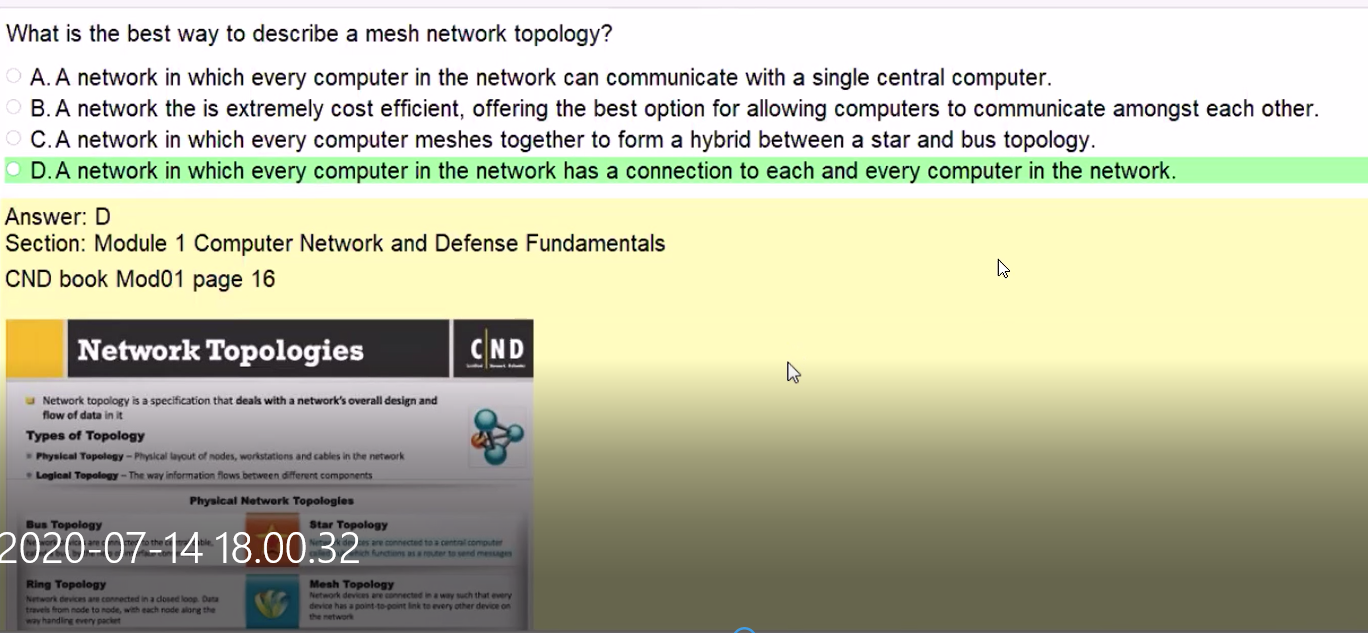 What is the best way to describe a mesh network topology?
A. A network in which every computer in the network can communicate with a single central computer.
B. A network the is extremely cost efficient, offering the best option for allowing computers to communicate amongst each other.
C. A network in which every computer meshes together to form a hybrid between a star and bus topology.
D. A network in which every computer in the network has a connection to each and every computer in the network.
Answer: D
Section: Module 1 Computer Network and Defense Fundamentals
CND book Mod01 page 16
Network Topologies
CND
Network topology is a specification that deals with a network's overall design and
flow of data in it
Types of Topology
Physical Topology – Physical layout of nodes, workstations and cables in the network
Logical Topology – The way information flows between different components
Physical Network Topologies
Bus Topology
Star Topology
Network devices are connected to a central computer
which functions as a router to send messages
2020-07-14 18.00.32
Ring Topology
Network devices are connected in a closed loop. Data
travels from node to node, with each node along the
way handling every packet
Mesh Topology
Network devices are connected in a way such that every
device has a point-to-point link to every other device on
the network